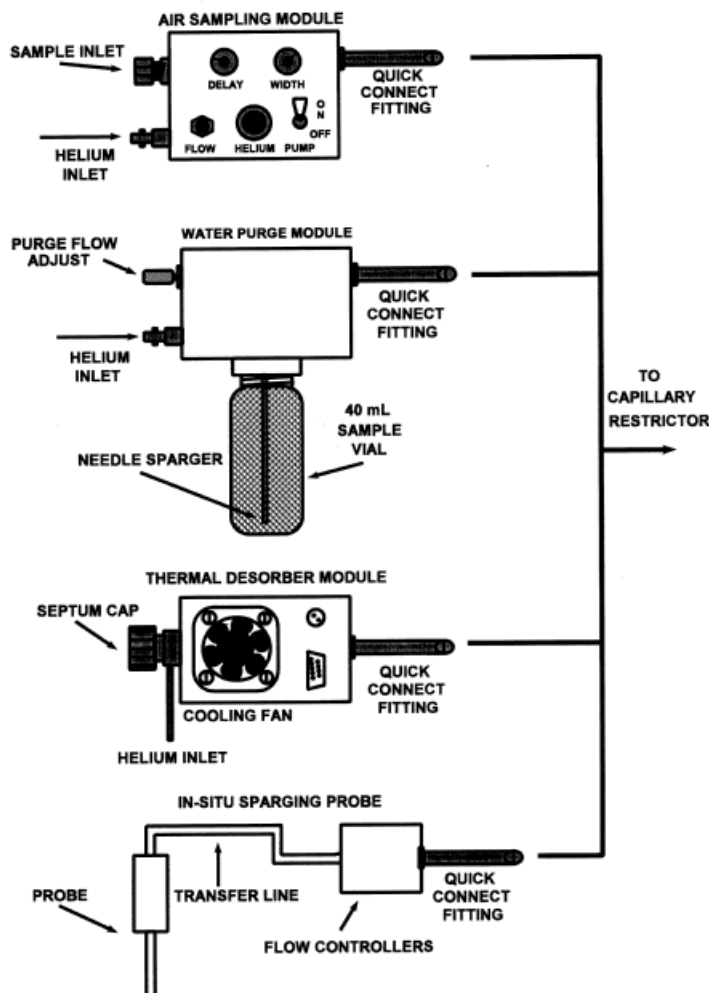 AIR SAMPLING MODULE
SAMPLE INLET
DELAY
WIDTH
QUICK
CONNECT
FITTING
O
N
OFF
FLOW
HELIUM
PUMP
HELIUM
INLET
WATER PURGE MODULE
PURGE FLOW
ADJUST
QUICK
CONNECT
FITTING
HELIUM
INLET
TO
CAPILLARY
RESTRICTOR
40 mL
SAMPLE
VIAL
NEEDLE SPARGER
THERMAL DESORBER MODULE
SEPTUM CAP
QUICK
CONNECT
FITTING
COOLING FAN
HELIUM INLET
IN-SITU SPARGING PROBE
PROBE
TRANSFER LINE
QUICK
CONNECT
FITTING
FLOW CONTROLLERS